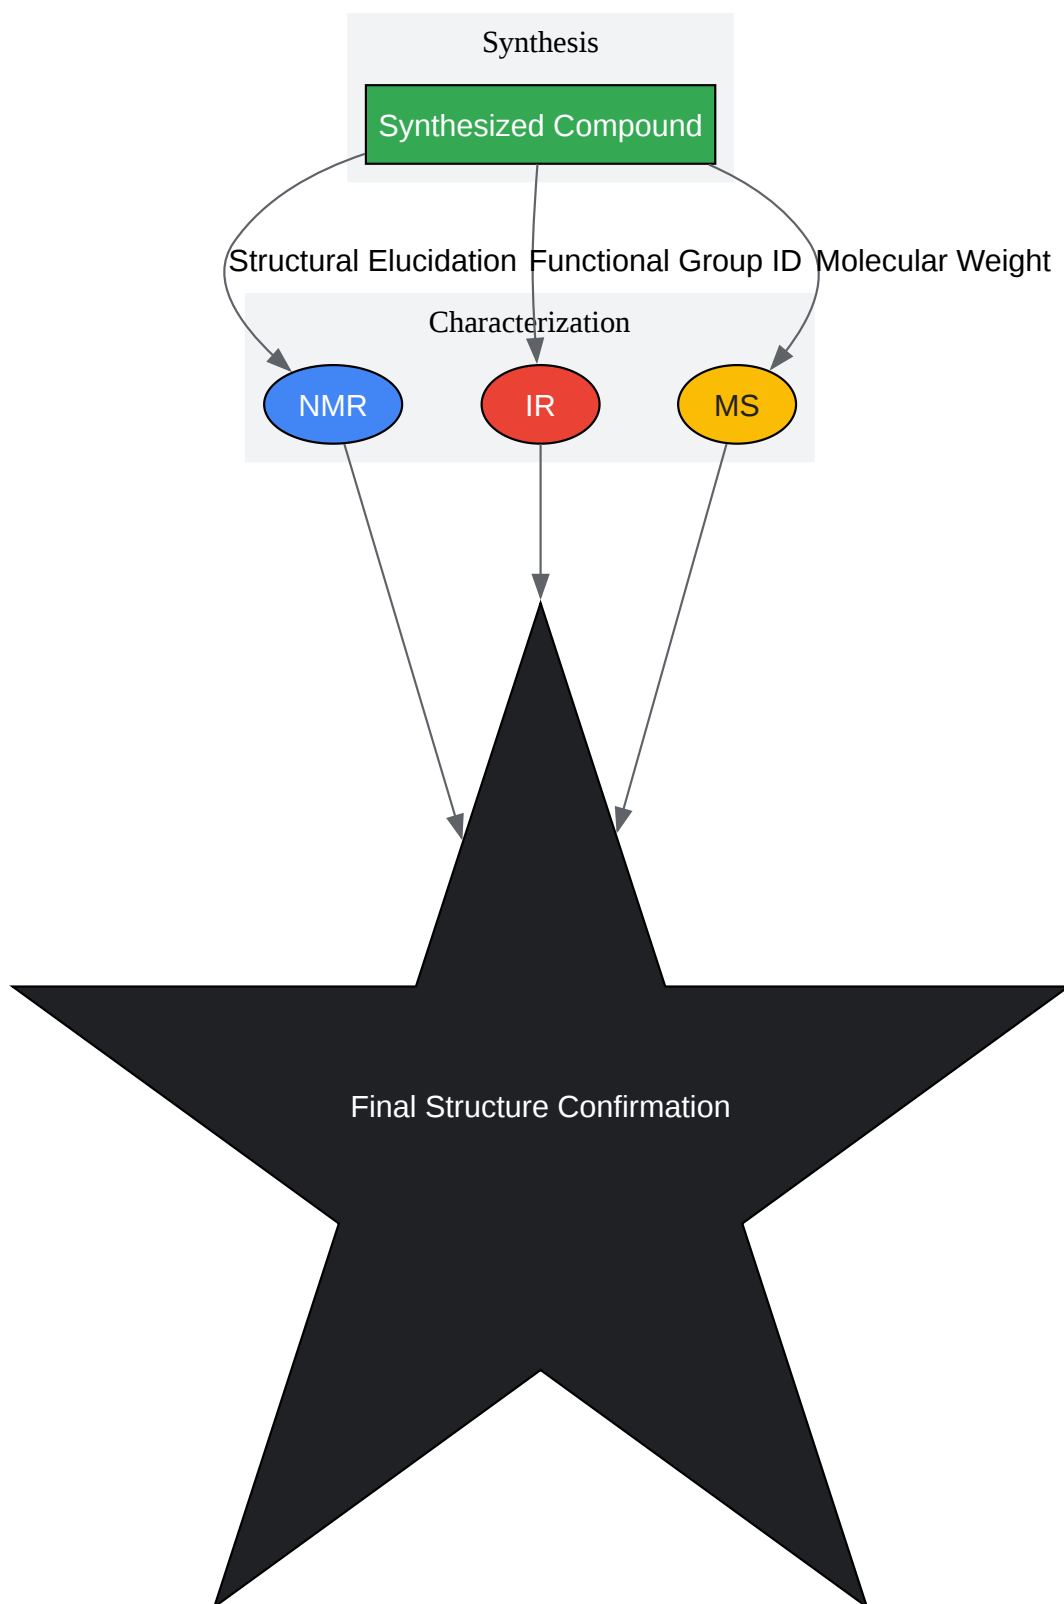 Synthesis
Synthesized Compound
Structural Elucidation
Functional Group ID
Molecular Weight
Characterization
NMR
IR
MS
Final Structure Confirmation